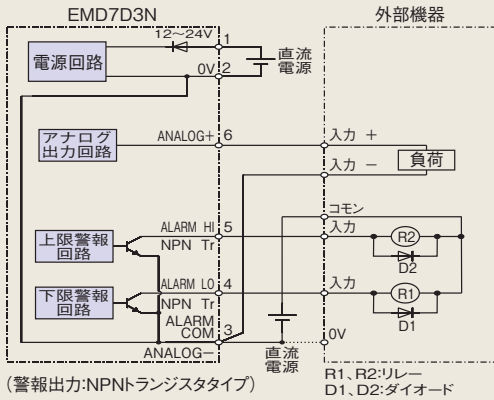 EMD7D3N
外部機器
12~24V
1
電源回路
直流
電源
0V
2
アナログ
出力回路
ANALOG+
6
入力 +
負荷
入力 -
コモン
上限警報
回路
ALARM HI
5
NPN Tr
入力
R2
D2
下限警報
回路
ALARM LO
4
NPN Tr
入力
R1
D1
ALARM
COM
3
ANALOG-
直流
電源
0V
(警報出力:NPNトランジスタタイプ)
R1、R2:リレー
D1、D2:ダイオード